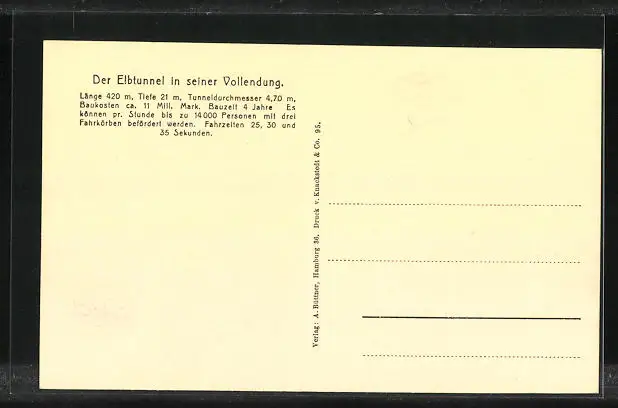 Der Elbtunnel in seiner Vollendung.
Länge 420 m, Tiefe 21 m, Tunneldurchmesser 4,70 m,
Baukosten ca. 11 Mill. Mark. Bauzeit 4 Jahre Es
können pr. Stunde bis zu 14000 Personen mit drei
Fahrkörben befördert werden. Fahrzeiten 25, 30 und
35 Sekunden.
Verlag: A. Büttner, Hamburg 36. Druck v. Knackstedt & Co. 95.